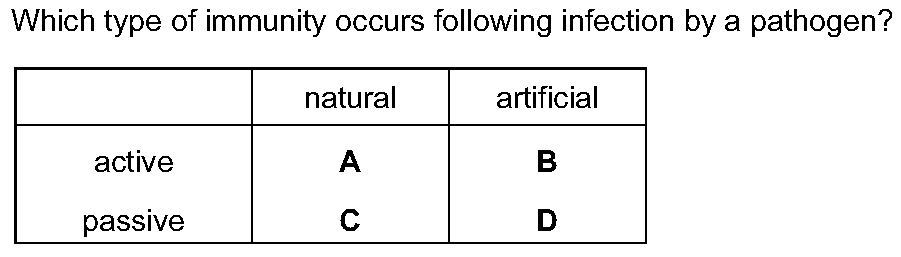 Which type of immunity occurs following infection by a pathogen?
natural artificial
active A B
passive C D